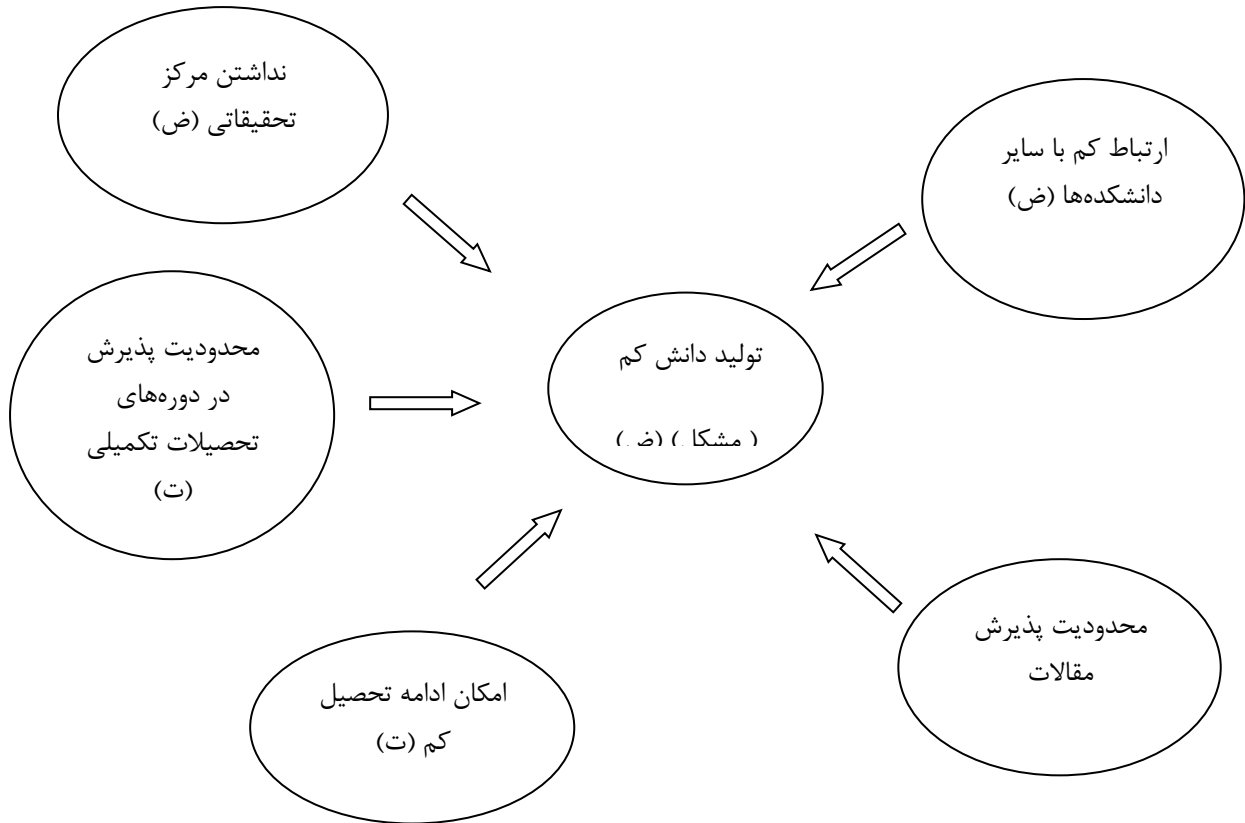 نداشتن مرکز
تحقیقاتی (ض)
ارتباط کم با سایر
دانشکده‌ها (ض)
محدودیت پذیرش
در دوره‌های
تحصیلات تکمیلی
(ت)
تولید دانش کم
( مشکل) (ض)
امکان ادامه تحصیل
کم (ت)
محدودیت پذیرش
مقالات